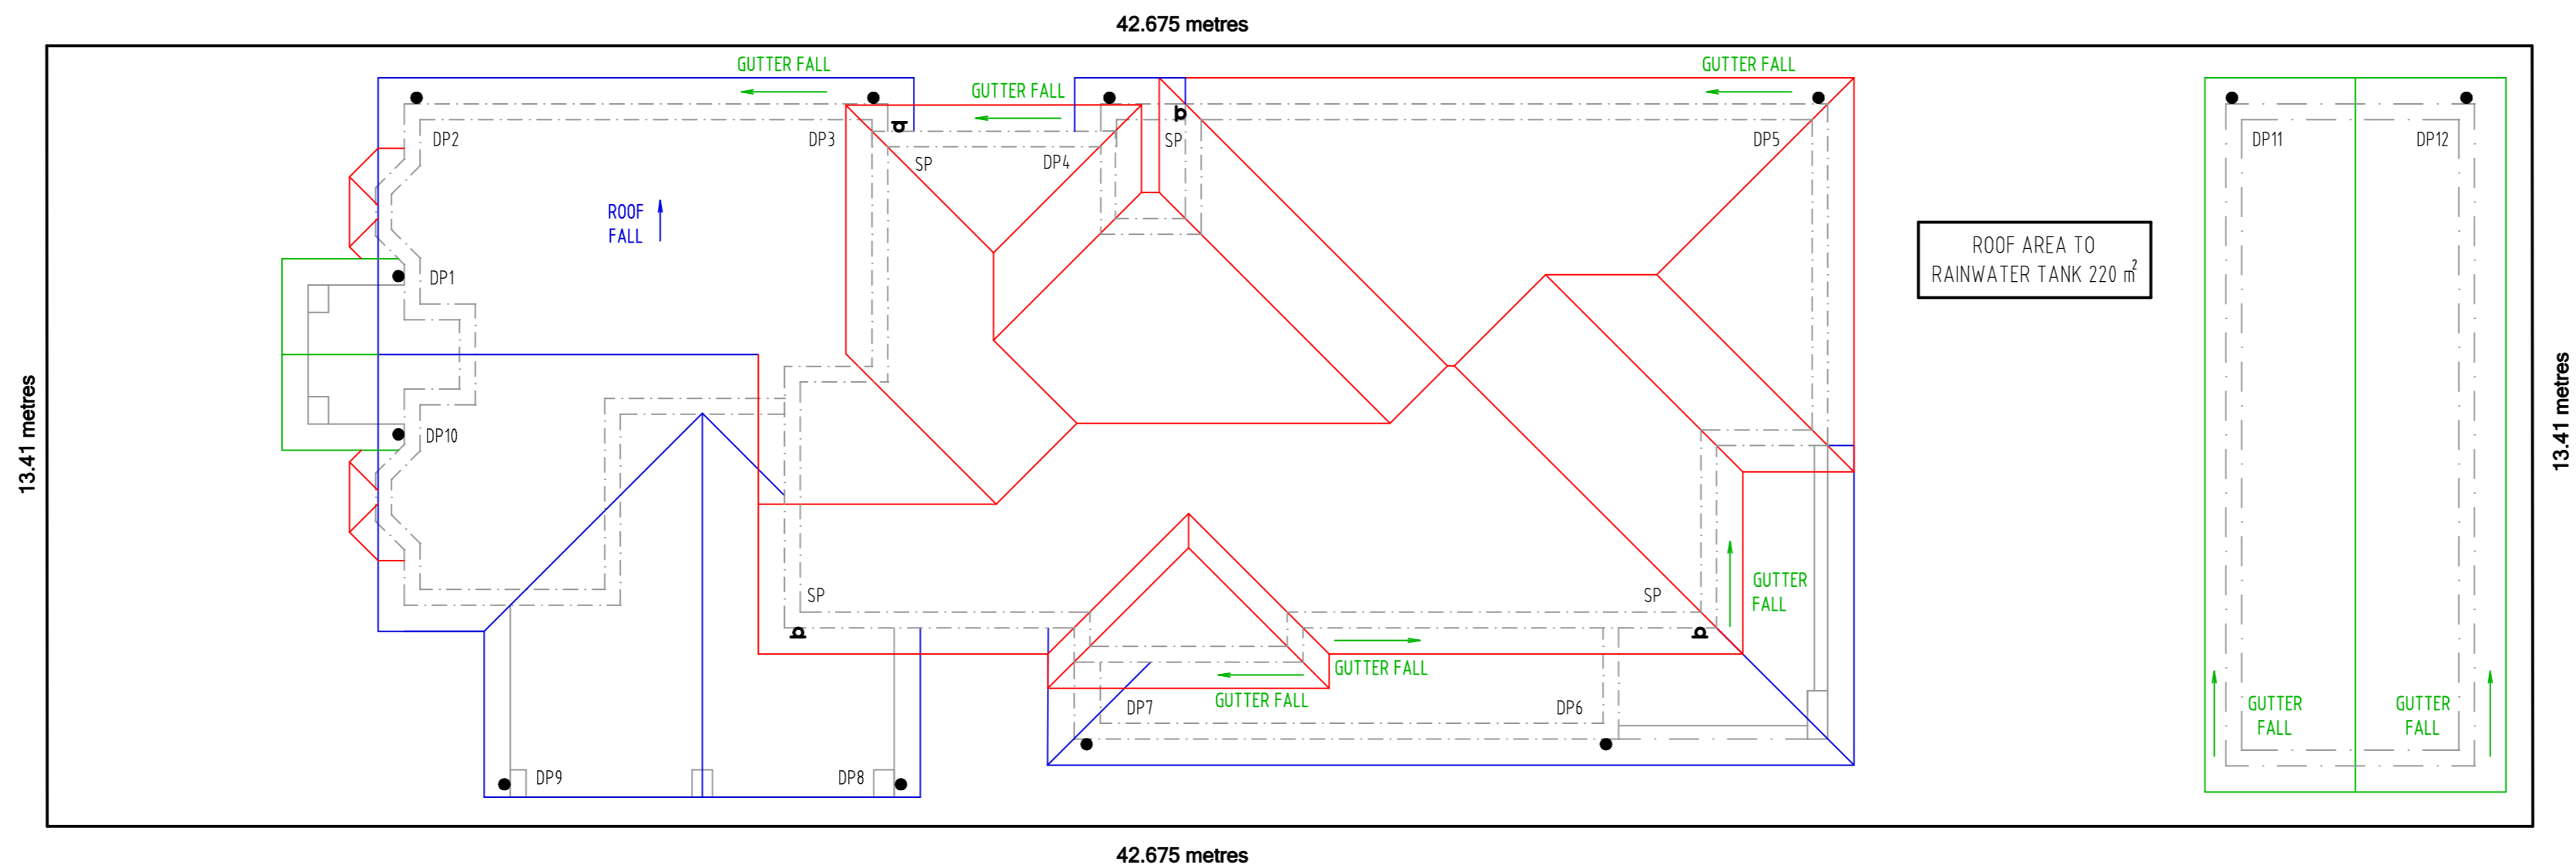 42.675 metres
GUTTER FALL
GUTTER FALL
GUTTER FALL
DP2
DP3
SP
DP4
SP
DP5
DP11
DP12
ROOF
FALL
ROOF AREA TO
RAINWATER TANK 220 m²
DP1
13.41 metres
13.41 metres
DP10
SP
SP
GUTTER
FALL
GUTTER FALL
GUTTER FALL
DP7
DP6
GUTTER
FALL
GUTTER
FALL
DP9
DP8
42.675 metres